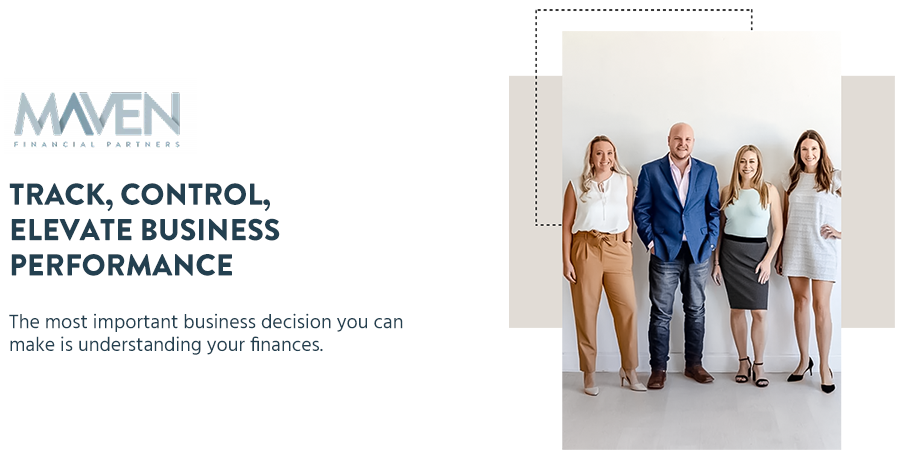 MAVEN
FINANCIAL PARTNERS
TRACK, CONTROL,
ELEVATE BUSINESS
PERFORMANCE
The most important business decision you can
make is understanding your finances.